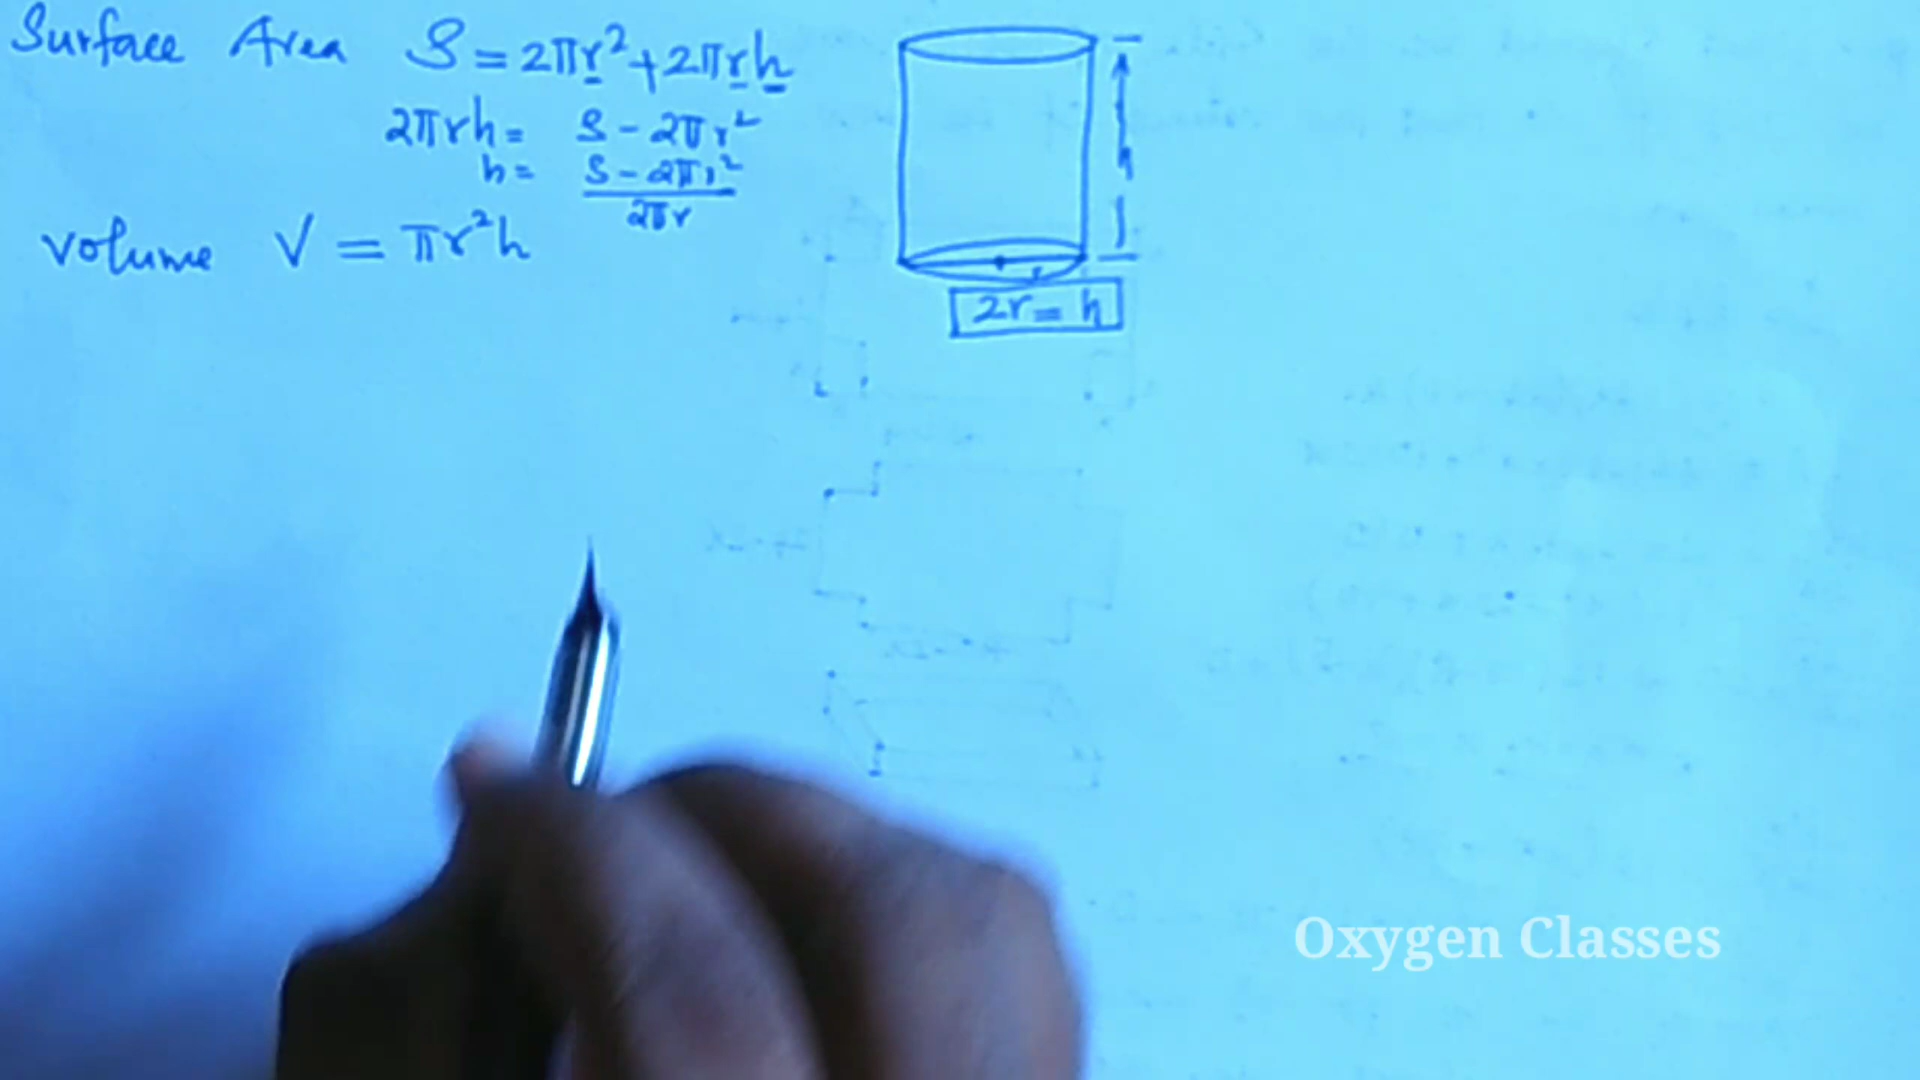 Surface Area S = 2πr² + 2πrh
2πrh = S - 2πr²
h = S - 2πr² / 2πr
volume V = πr²h
h
r
2r = h
Oxygen Classes